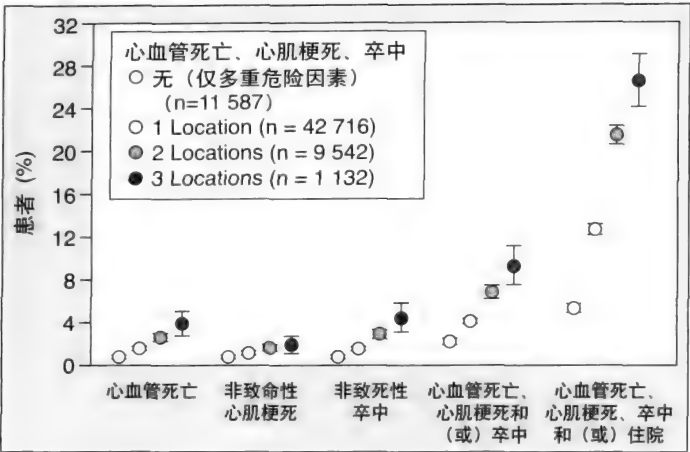 32
28
24
20
16
12
8
4
0
患者 (%)
心血管死亡、心肌梗死、卒中
无（仅多重危险因素）
（n=11 587）
1 Location (n = 42 716)
2 Locations (n = 9 542)
3 Locations (n = 1 132)
心血管死亡
非致命性
心肌梗死
非致死性
卒中
心血管死亡、
心肌梗死和
（或）卒中
心血管死亡、
心肌梗死、卒中
和（或）住院